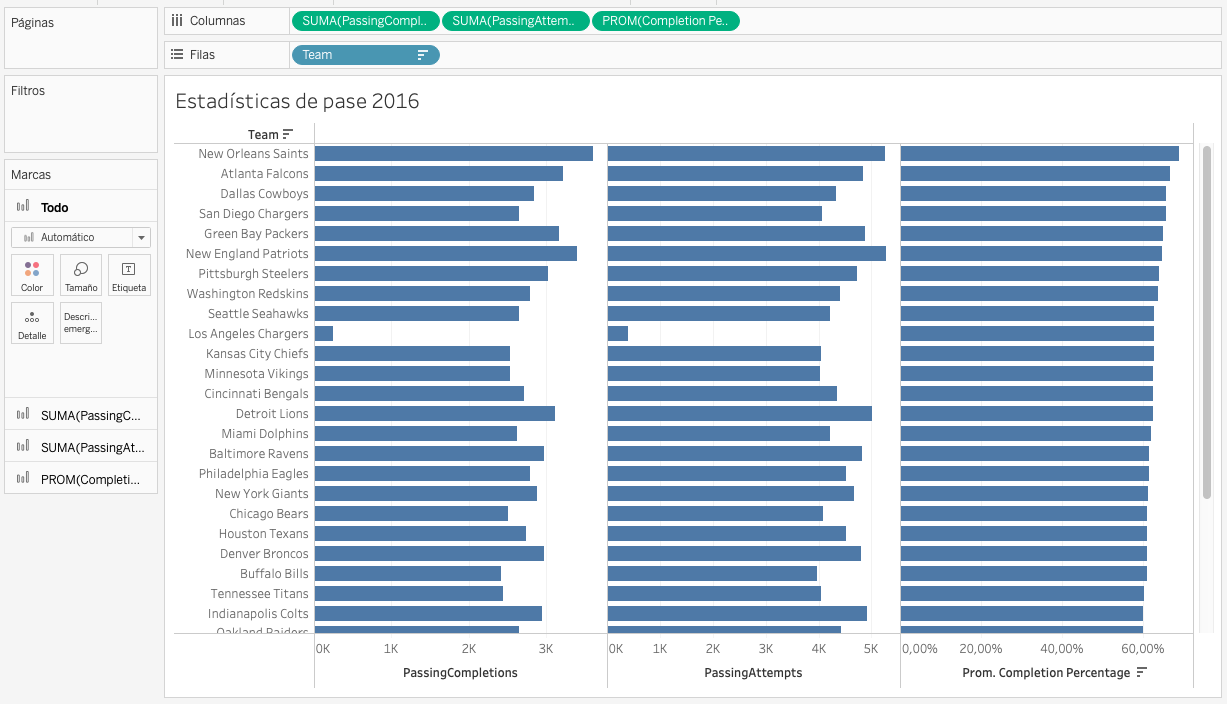 Páginas
Columnas
SUMA(PassingCompl..
SUMA(PassingAttem..
PROM(Completion Pe..
Filas
Team
Filtros
Marcas
Todo
Automático
Color
Tamaño
Etiqueta
Detalle
Descri...
emerg...
SUMA(PassingC...
SUMA(PassingAt...
PROM(Completi...
Estadísticas de pase 2016
Team
New Orleans Saints
Atlanta Falcons
Dallas Cowboys
San Diego Chargers
Green Bay Packers
New England Patriots
Pittsburgh Steelers
Washington Redskins
Seattle Seahawks
Los Angeles Chargers
Kansas City Chiefs
Minnesota Vikings
Cincinnati Bengals
Detroit Lions
Miami Dolphins
Baltimore Ravens
Philadelphia Eagles
New York Giants
Chicago Bears
Houston Texans
Denver Broncos
Buffalo Bills
Tennessee Titans
Indianapolis Colts
Oakland Raiders
0K 1K 2K 3K
0K 1K 2K 3K 4K 5K
0,00% 20,00% 40,00% 60,00%
PassingCompletions
PassingAttempts
Prom. Completion Percentage